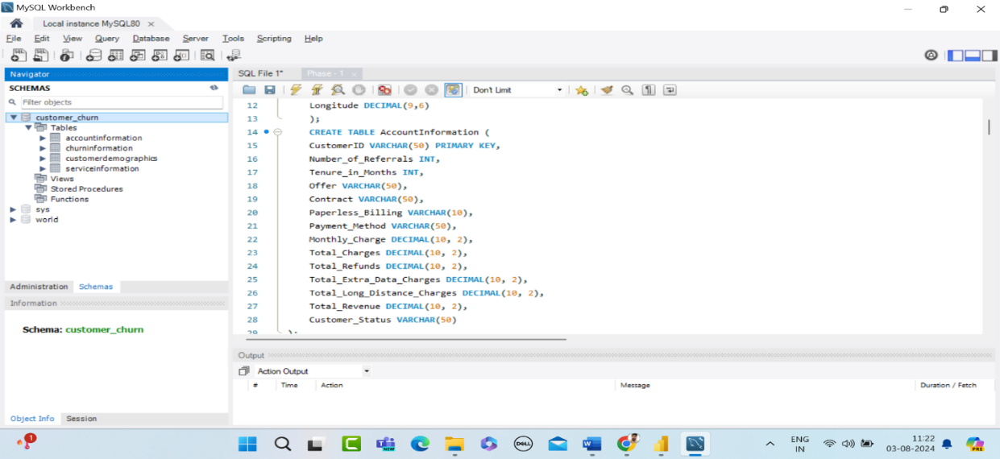 MySQL Workbench
Local instance MySQL80
File Edit View Query Database Server Tools Scripting Help
Navigator
SCHEMAS
Filter objects
customer_churn
Tables
accountinformation
churninformation
customerdemographics
serviceinformation
Views
Stored Procedures
Functions
sys
world
Administration Schemas
Information
Schema: customer_churn
Object Info Session
SQL File 1* Phase - 1
Don't Limit
12 Longitude DECIMAL(9,6)
13 );
14 CREATE TABLE AccountInformation (
15 CustomerID VARCHAR(50) PRIMARY KEY,
16 Number_of_Referrals INT,
17 Tenure_in_Months INT,
18 Offer VARCHAR(50),
19 Contract VARCHAR(50),
20 Paperless_Billing VARCHAR(10),
21 Payment_Method VARCHAR(50),
22 Monthly_Charge DECIMAL(10, 2),
23 Total_Charges DECIMAL(10, 2),
24 Total_Refunds DECIMAL(10, 2),
25 Total_Extra_Data_Charges DECIMAL(10, 2),
26 Total_Long_Distance_Charges DECIMAL(10, 2),
27 Total_Revenue DECIMAL(10, 2),
28 Customer_Status VARCHAR(50)
29 );
Output
Action Output
# Time Action Message Duration / Fetch
1
NEW
DELL
ENG
IN
11:22
03-08-2024
PRE